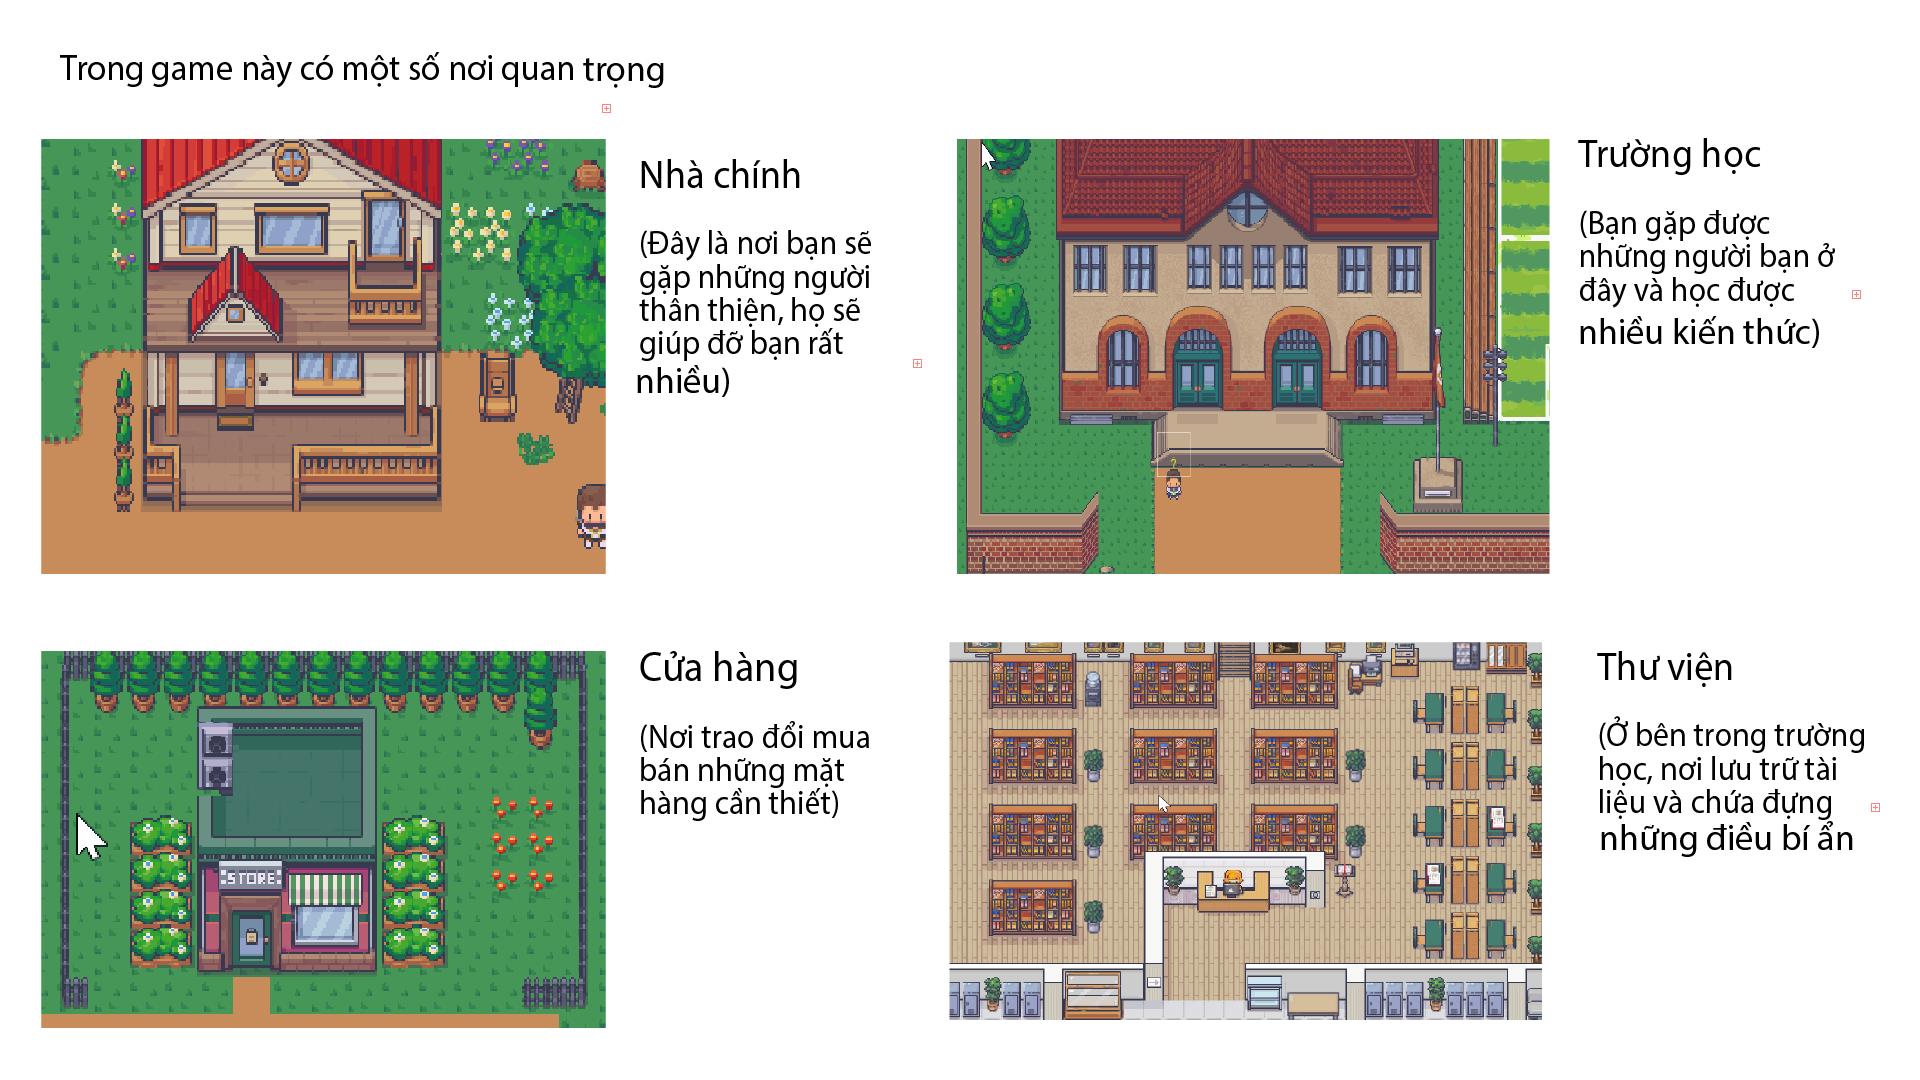 Trong game này có một số nơi quan trọng
Nhà chính
(Đây là nơi bạn sẽ
gặp những người
thân thiện, họ sẽ
giúp đỡ bạn rất
nhiều)
Trường học
(Bạn gặp được
những người bạn ở
đây và học được
nhiều kiến thức)
Cửa hàng
(Nơi trao đổi mua
bán những mặt
hàng cần thiết)
STORE
Thư viện
(Ở bên trong trường
học, nơi lưu trữ tài
liệu và chứa đựng
những điều bí ẩn